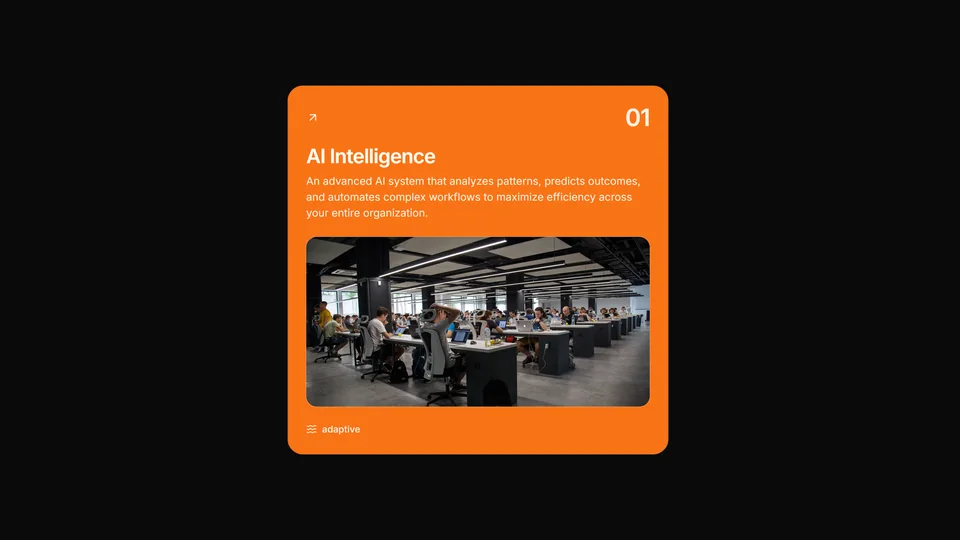 01
AI Intelligence
An advanced AI system that analyzes patterns, predicts outcomes,
and automates complex workflows to maximize efficiency across
your entire organization.
adaptive